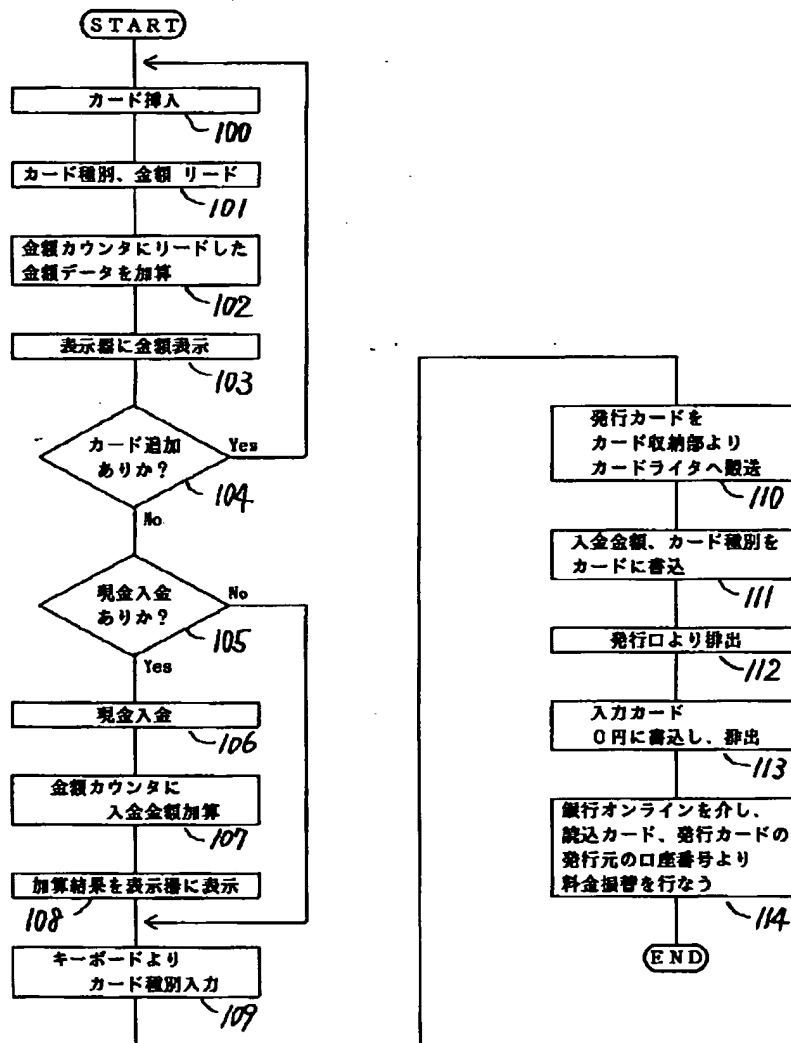 START
カード挿入
100
カード種別、金額 リード
101
金額カウンタにリードした
金額データを加算
102
表示器に金額表示
103
カード追加
ありか？
Yes
104
No
現金入金
ありか？
No
105
Yes
現金入金
106
金額カウンタに
入金金額加算
107
加算結果を表示器に表示
108
キーボードより
カード種別入力
109
発行カードを
カード収納部より
カードライタへ搬送
110
入金金額、カード種別を
カードに書込
111
発行口より排出
112
入力カード
0円に書込し、排出
113
銀行オンラインを介し、
読込カード、発行カードの
発行元の口座番号より
料金振替を行なう
114
END